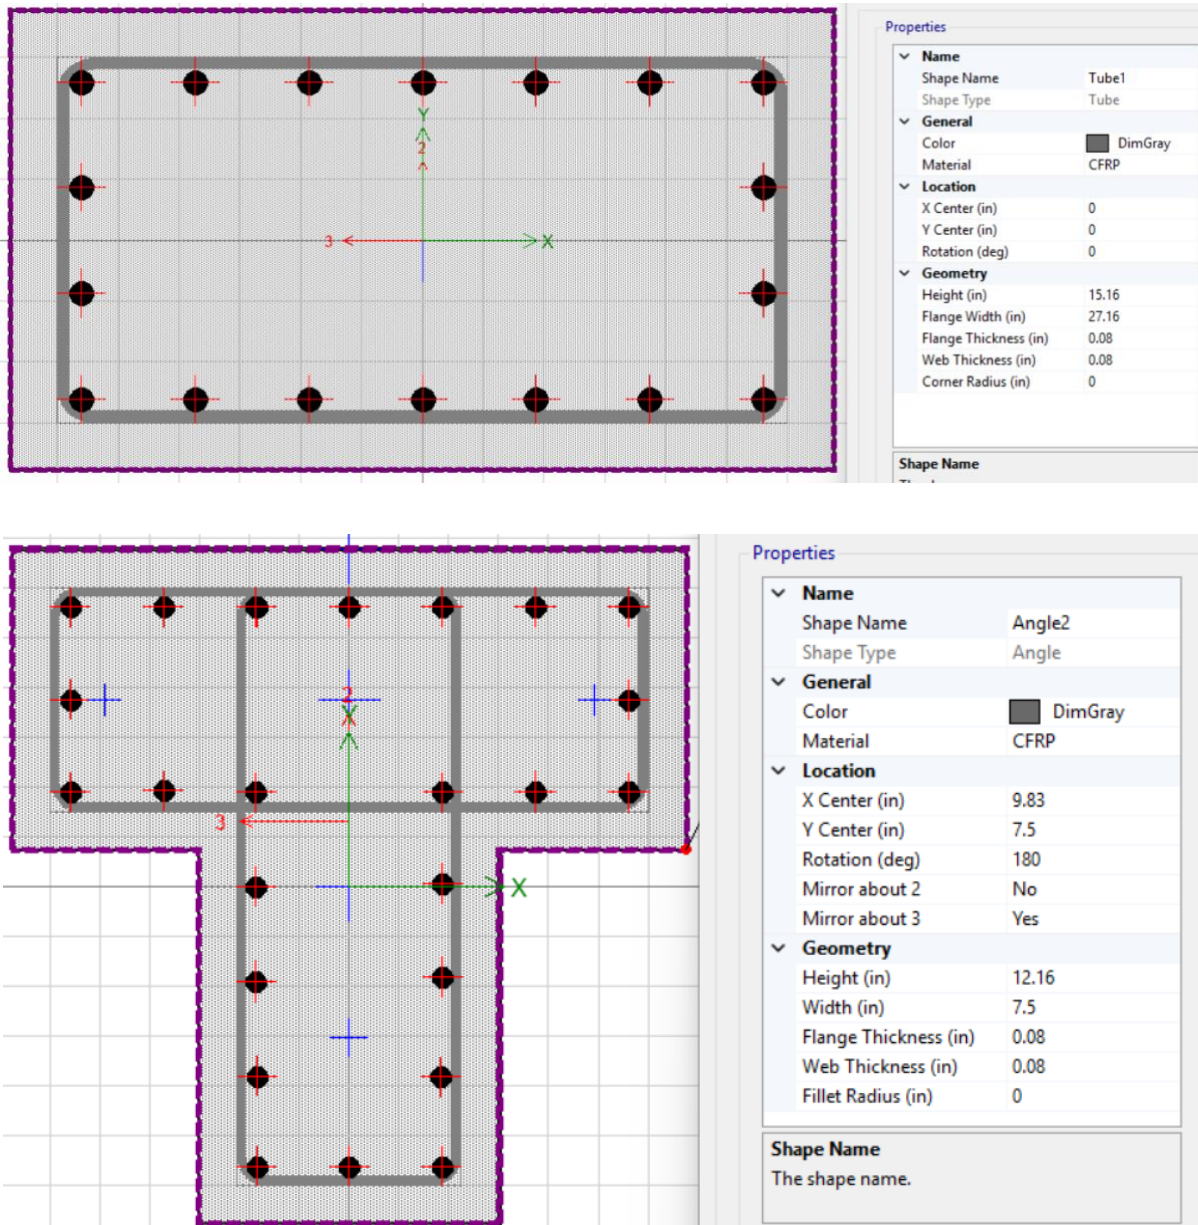 Y
2
3
X
Properties
Name
Shape Name Tube1
Shape Type Tube
General
Color DimGray
Material CFRP
Location
X Center (in) 0
Y Center (in) 0
Rotation (deg) 0
Geometry
Height (in) 15.16
Flange Width (in) 27.16
Flange Thickness (in) 0.08
Web Thickness (in) 0.08
Corner Radius (in) 0
Shape Name
2
Y
3
X
Properties
Name
Shape Name Angle2
Shape Type Angle
General
Color DimGray
Material CFRP
Location
X Center (in) 9.83
Y Center (in) 7.5
Rotation (deg) 180
Mirror about 2 No
Mirror about 3 Yes
Geometry
Height (in) 12.16
Width (in) 7.5
Flange Thickness (in) 0.08
Web Thickness (in) 0.08
Fillet Radius (in) 0
Shape Name
The shape name.